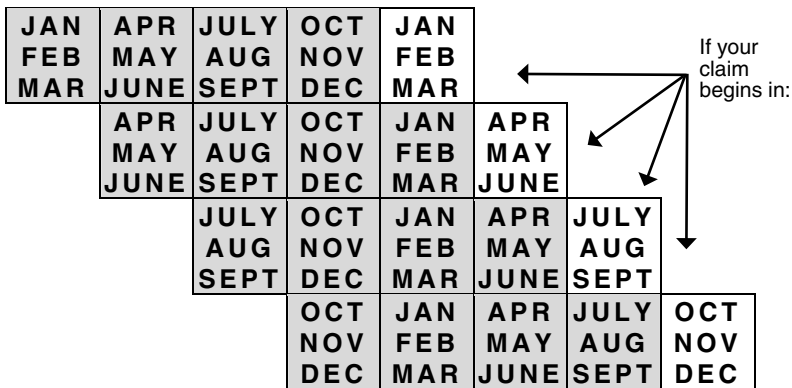 JAN APR JULY OCT JAN
FEB MAY AUG NOV FEB
MAR JUNE SEPT DEC MAR
If your
claim
begins in:
APR JULY OCT JAN APR
MAY AUG NOV FEB MAY
JUNE SEPT DEC MAR JUNE
JULY OCT JAN APR JULY
AUG NOV FEB MAY AUG
SEPT DEC MAR JUNE SEPT
OCT JAN APR JULY OCT
NOV FEB MAY AUG NOV
DEC MAR JUNE SEPT DEC